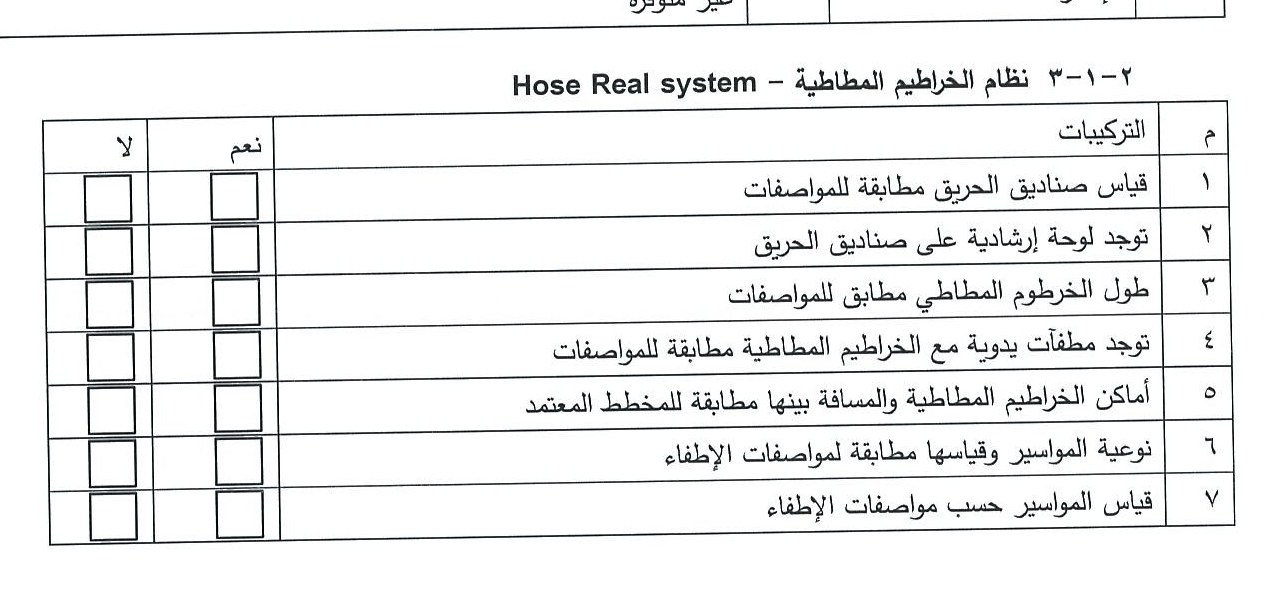 غير متوفرة
٢-١-٣ نظام الخراطيم المطاطية – Hose Real system
م التركيبات نعم لا
١ قياس صناديق الحريق مطابقة للمواصفات
٢ توجد لوحة إرشادية على صناديق الحريق
٣ طول الخرطوم المطاطي مطابق للمواصفات
٤ توجد مطفآت يدوية مع الخراطيم المطاطية مطابقة للمواصفات
٥ أماكن الخراطيم المطاطية والمسافة بينها مطابقة للمخطط المعتمد
٦ نوعية المواسير وقياسها مطابقة لمواصفات الإطفاء
٧ قياس المواسير حسب مواصفات الإطفاء